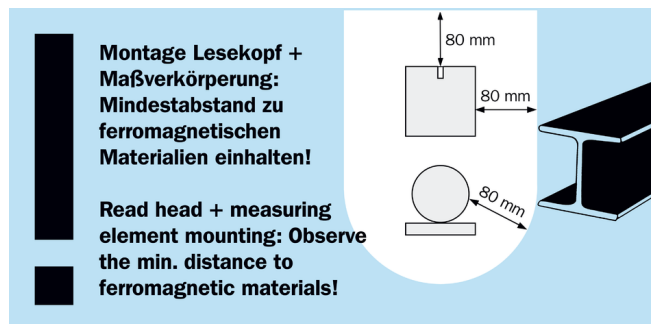 Montage Lesekopf +
Maßverkörperung:
Mindestabstand zu
ferromagnetischen
Materialien einhalten!
Read head + measuring
element mounting: Observe
the min. distance to
ferromagnetic materials!
80 mm
80 mm
80 mm